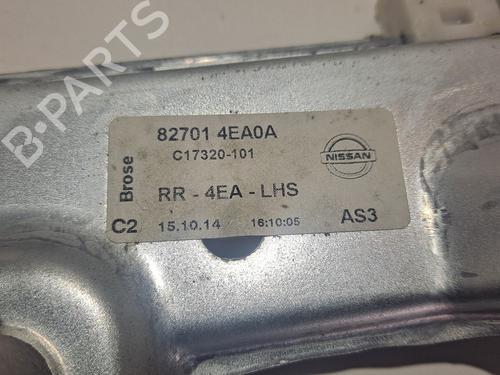 B-PARTS
82701 4EA0A
C17320-101
NISSAN
Brose
RR - 4EA - LHS
C2 15.10.14 16:10:05 AS3